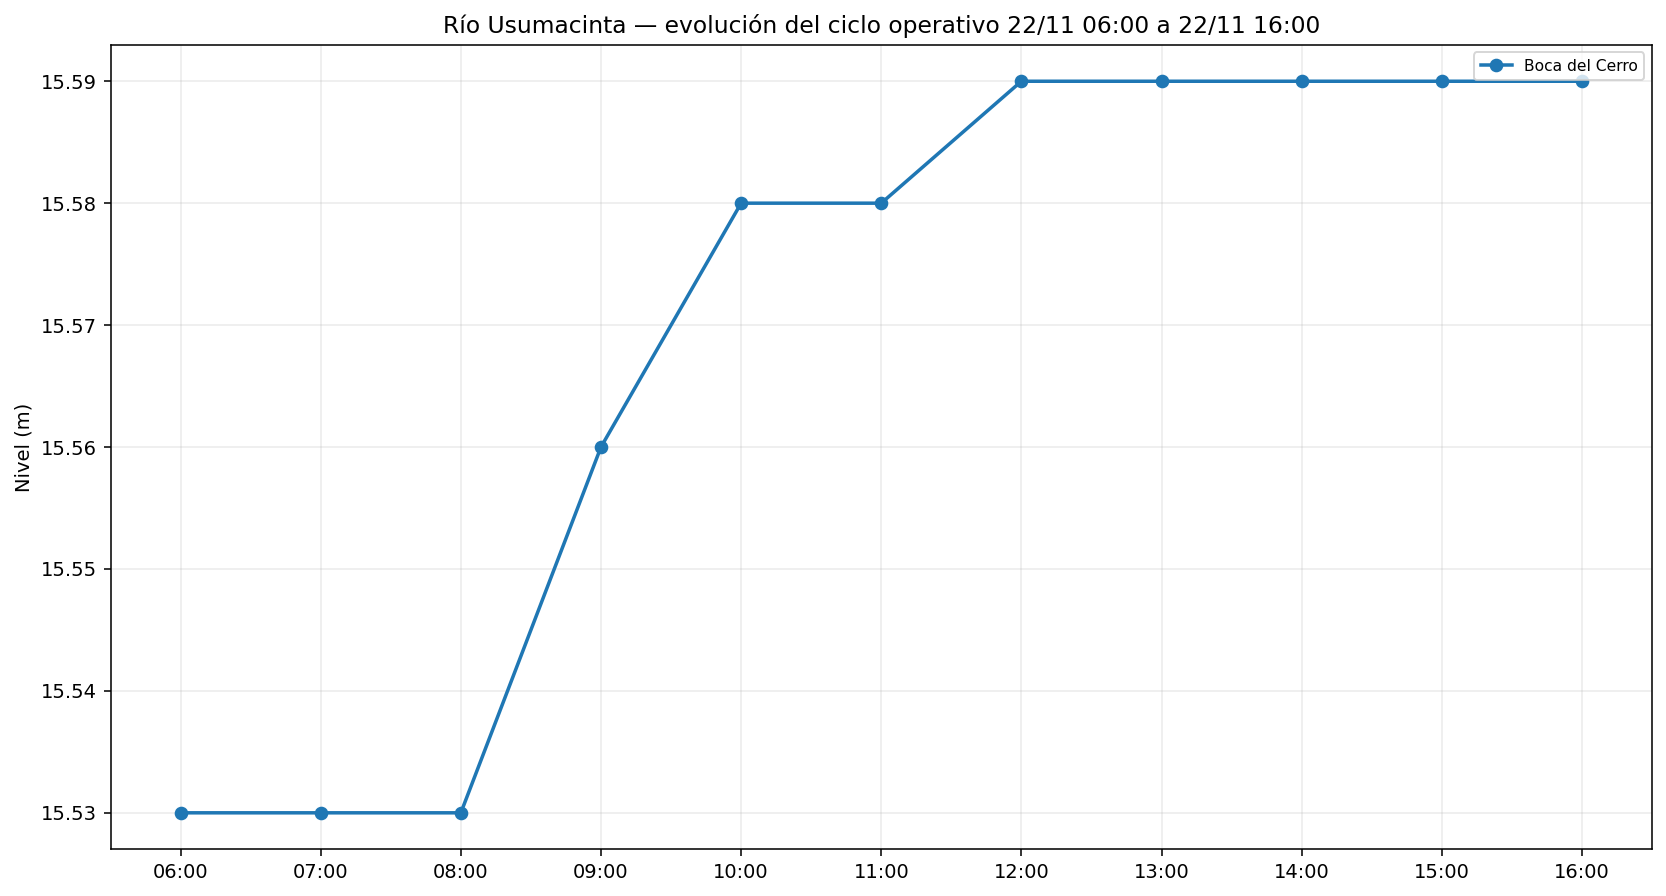 Río Usumacinta — evolución del ciclo operativo 22/11 06:00 a 22/11 16:00
Boca del Cerro
Nivel (m)
15.59
15.58
15.57
15.56
15.55
15.54
15.53
06:00 07:00 08:00 09:00 10:00 11:00 12:00 13:00 14:00 15:00 16:00